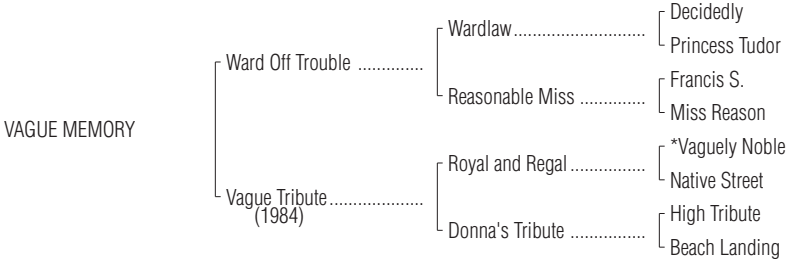 Decidedly
Wardlaw..........................
Princess Tudor
Ward Off Trouble ..............
Francis S.
Reasonable Miss ..............
Miss Reason
VAGUE MEMORY
*Vaguely Noble
Royal and Regal................
Native Street
Vague Tribute....................
(1984)
High Tribute
Donna's Tribute ................
Beach Landing